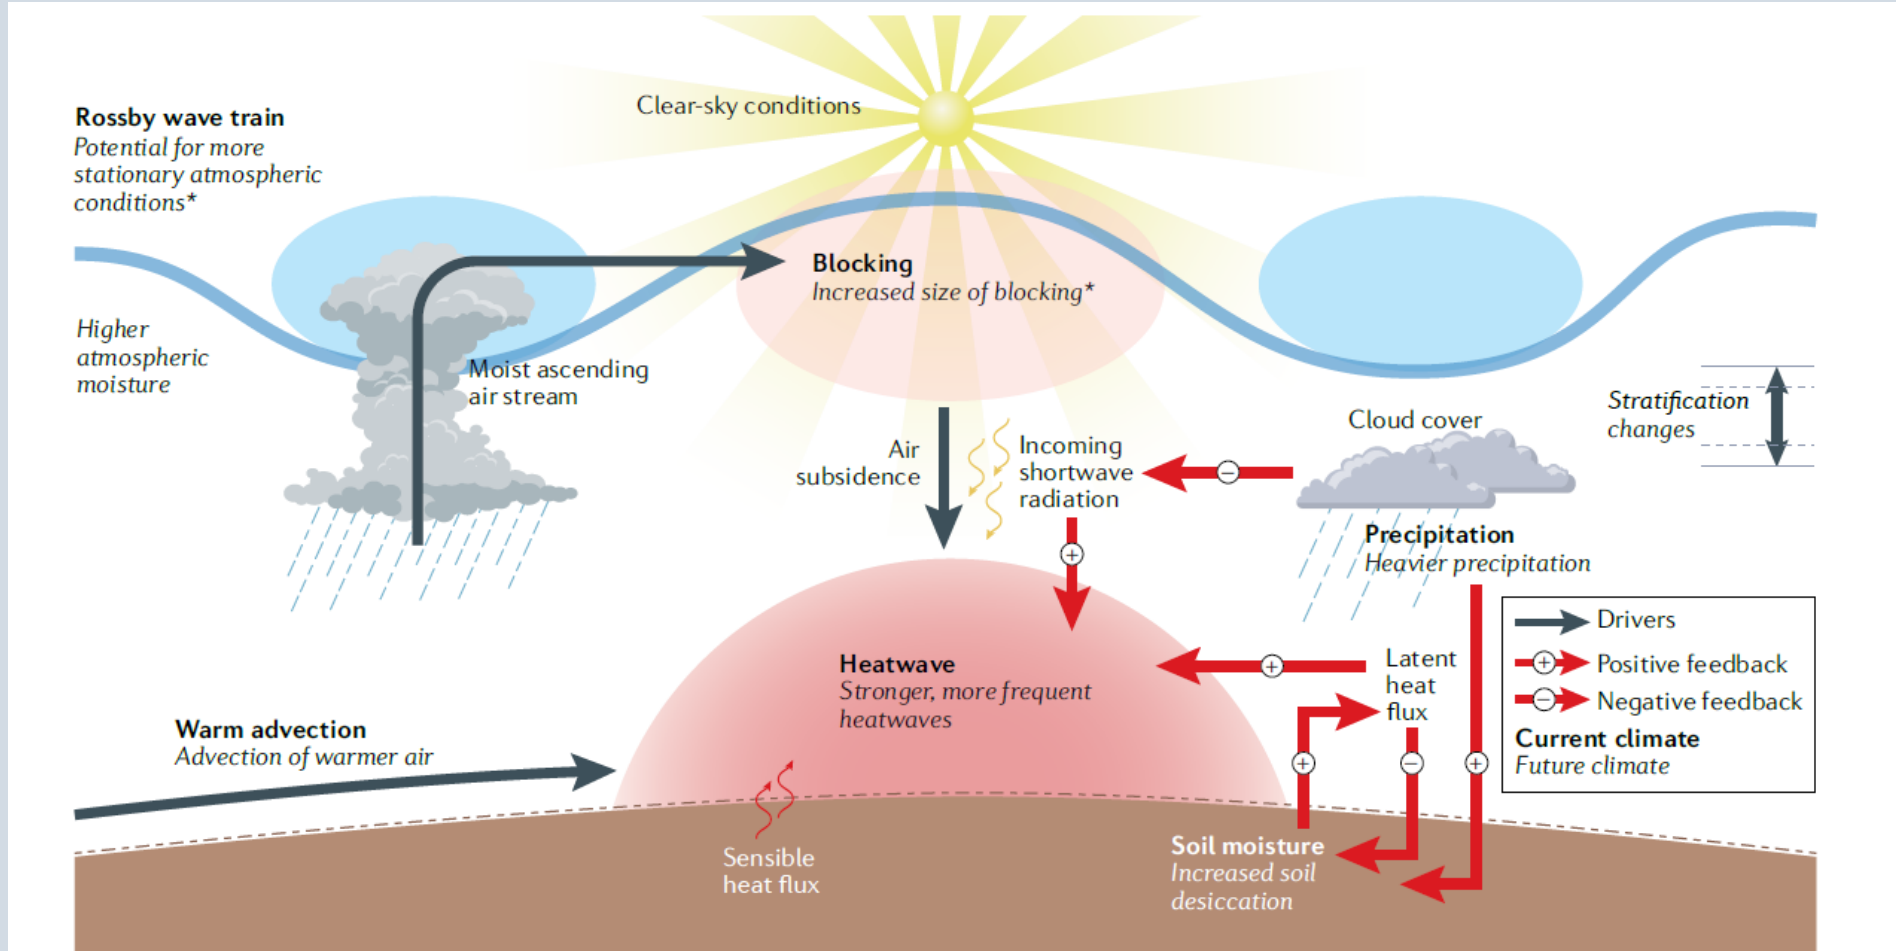 Clear-sky conditions
Rossby wave train
Potential for more
stationary atmospheric
conditions*
Blocking
Increased size of blocking*
Higher
atmospheric
moisture
Moist ascending
air stream
Stratification
changes
Cloud cover
Air
subsidence
Incoming
shortwave
radiation
−
Precipitation
Heavier precipitation
+
Drivers
+ Positive feedback
− Negative feedback
Current climate
Future climate
Heatwave
Stronger, more frequent
heatwaves
+
Latent
heat
flux
Warm advection
Advection of warmer air
+
−
+
Sensible
heat flux
Soil moisture
Increased soil
desiccation